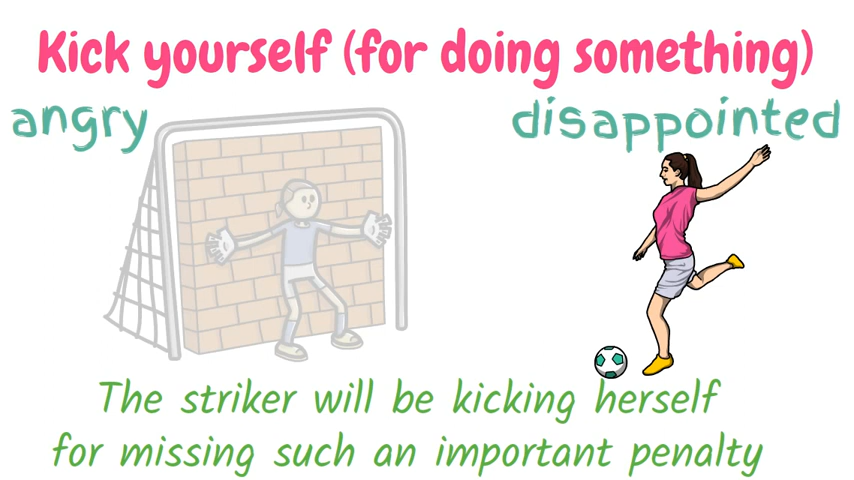 Kick yourself (for doing something)
angry
disappointed
The striker will be kicking herself
for missing such an important penalty